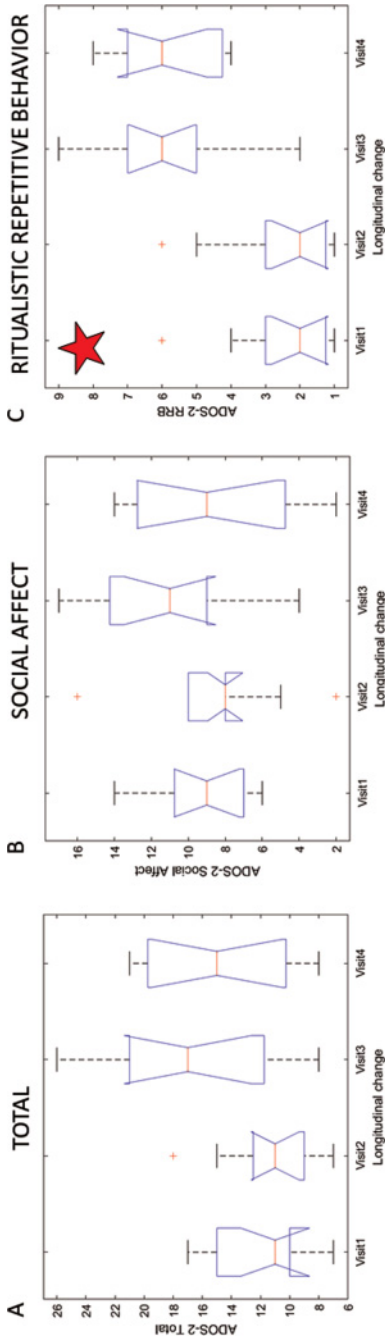 A
TOTAL
ADOS-2 Total
26
24
22
20
18
16
14
12
10
8
6
Visit1 Visit2 Visit3 Visit4
Longitudinal change
B
SOCIAL AFFECT
ADOS-2 Social Affect
16
14
12
10
8
6
4
2
Visit1 Visit2 Visit3 Visit4
Longitudinal change
C
RITUALISTIC REPETITIVE BEHAVIOR
ADOS-2 RRB
9
8
7
6
5
4
3
2
1
Visit1 Visit2 Visit3 Visit4
Longitudinal change